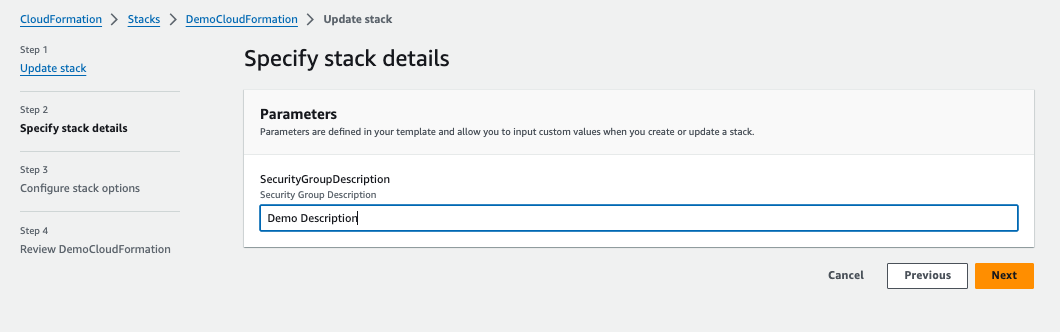 CloudFormation > Stacks > DemoCloudFormation > Update stack
Step 1
Update stack
Step 2
Specify stack details
Step 3
Configure stack options
Step 4
Review DemoCloudFormation
Specify stack details
Parameters
Parameters are defined in your template and allow you to input custom values when you create or update a stack.
SecurityGroupDescription
Security Group Description
Demo Description
Cancel Previous Next